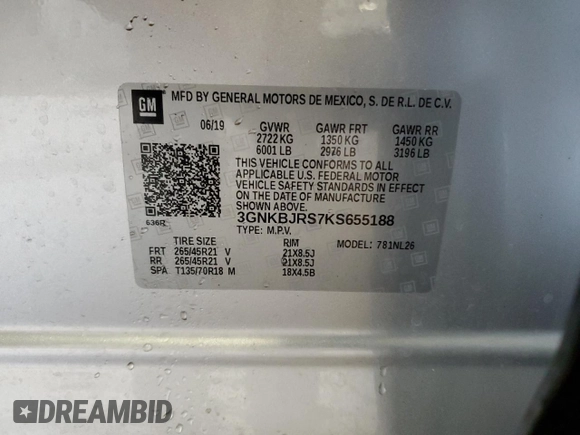 GM
MFD BY GENERAL MOTORS DE MEXICO, S. DE R.L. DE C.V.
06/19 GVWR GAWR FRT GAWR RR
2722 KG 1350 KG 1450 KG
6001 LB 2976 LB 3196 LB
THIS VEHICLE CONFORMS TO ALL
APPLICABLE U.S. FEDERAL MOTOR
VEHICLE SAFETY STANDARDS IN EFFECT
ON THE DATE OF MANUFACTURE
SHOWN ABOVE.
3GNKBJRS7KS655188
636R TYPE: M.P.V.
TIRE SIZE RIM MODEL: 781NL26
FRT 265/45R21 V 21X8.5J
RR 265/45R21 V 21X8.5J
SPA T135/70R18 M 18X4.5B
DREAMBID